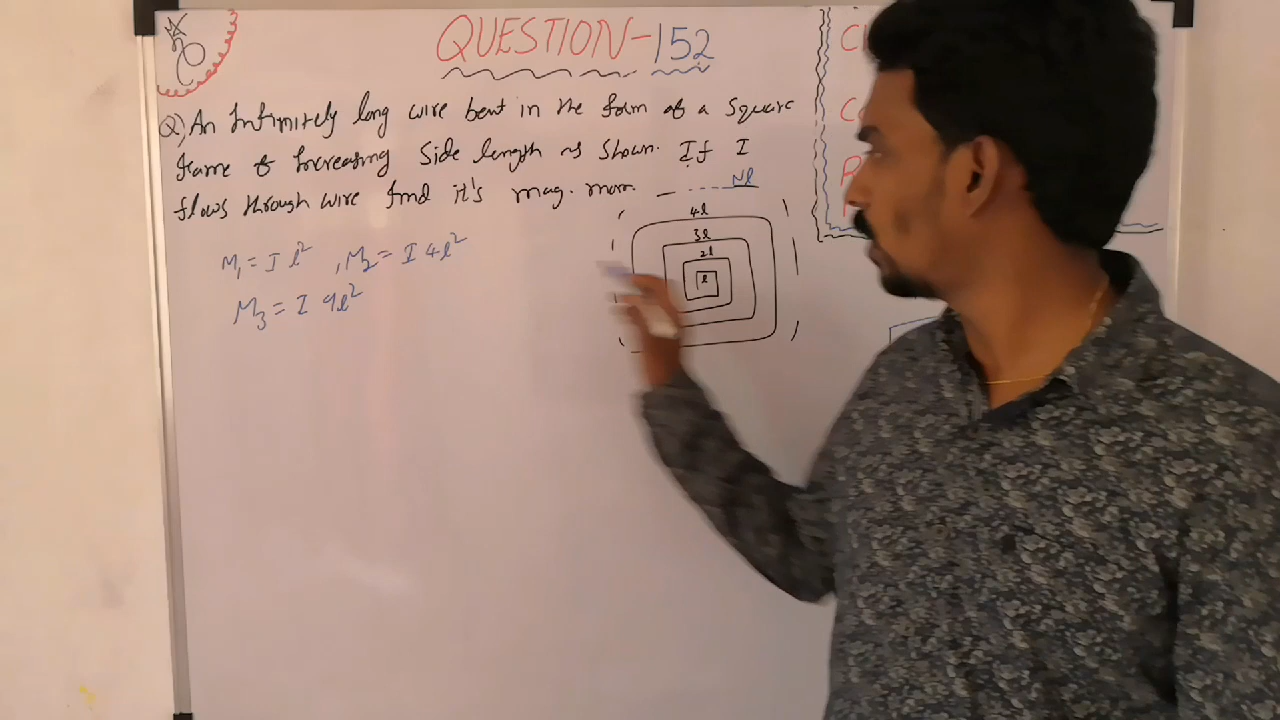 QUESTION-152
Q) An Infinitely long wire bent in the form of a Square
frame of Increasing Side length as shown. If I
flows through wire find it's mag. mom.
Nl
4l
3l
2l
l
M₁ = I l² , M₂ = I 4l²
M₃ = I 9l²